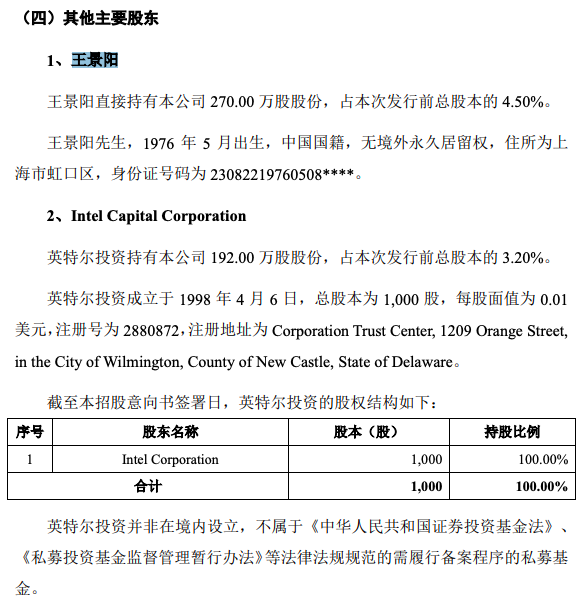 （四）其他主要股东
1、王景阳
王景阳直接持有本公司 270.00 万股股份，占本次发行前总股本的 4.50%。
王景阳先生，1976 年 5 月出生，中国国籍，无境外永久居留权，住所为上
海市虹口区，身份证号码为 23082219760508****。
2、Intel Capital Corporation
英特尔投资持有本公司 192.00 万股股份，占本次发行前总股本的 3.20%。
英特尔投资成立于 1998 年 4 月 6 日，总股本为 1,000 股，每股面值为 0.01
美元，注册号为 2880872，注册地址为 Corporation Trust Center, 1209 Orange Street,
in the City of Wilmington, County of New Castle, State of Delaware。
截至本招股意向书签署日，英特尔投资的股权结构如下：
序号 股东名称 股本（股） 持股比例
1 Intel Corporation 1,000 100.00%
合计 1,000 100.00%
英特尔投资并非在境内设立，不属于《中华人民共和国证券投资基金法》、
《私募投资基金监督管理暂行办法》等法律法规规范的需履行备案程序的私募基
金。